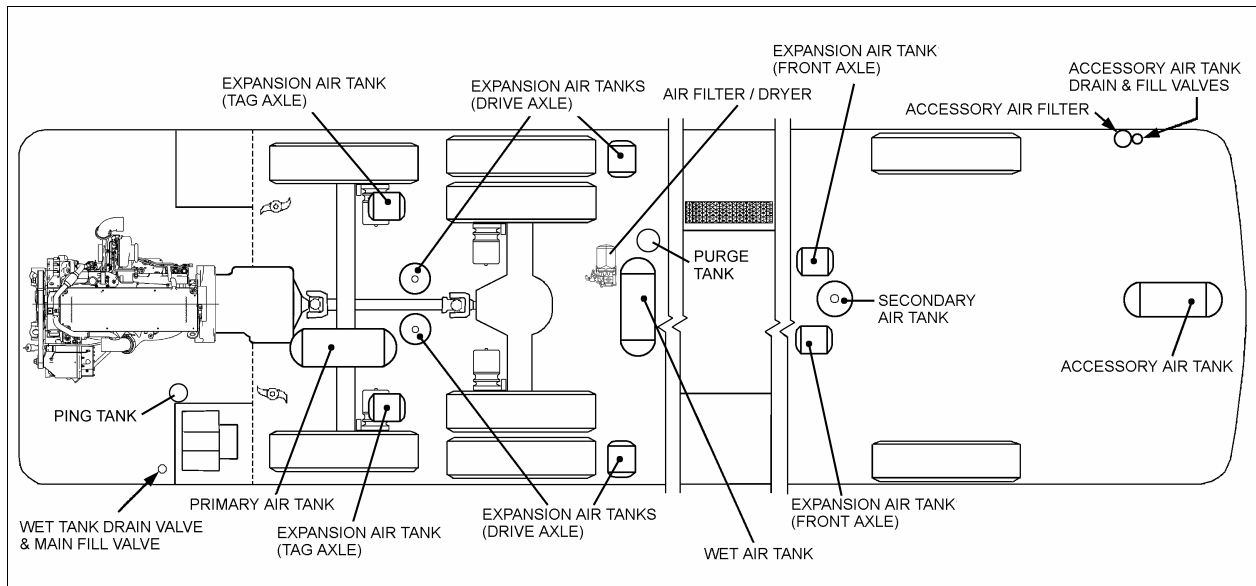 EXPANSION AIR TANK
(FRONT AXLE)
ACCESSORY AIR TANK
DRAIN & FILL VALVES
EXPANSION AIR TANK
(TAG AXLE)
EXPANSION AIR TANKS
(DRIVE AXLE)
AIR FILTER / DRYER
ACCESSORY AIR FILTER
PURGE
TANK
SECONDARY
AIR TANK
ACCESSORY AIR TANK
PING TANK
PRIMARY AIR TANK
WET TANK DRAIN VALVE
& MAIN FILL VALVE
EXPANSION AIR TANK
(TAG AXLE)
EXPANSION AIR TANKS
(DRIVE AXLE)
WET AIR TANK
EXPANSION AIR TANK
(FRONT AXLE)